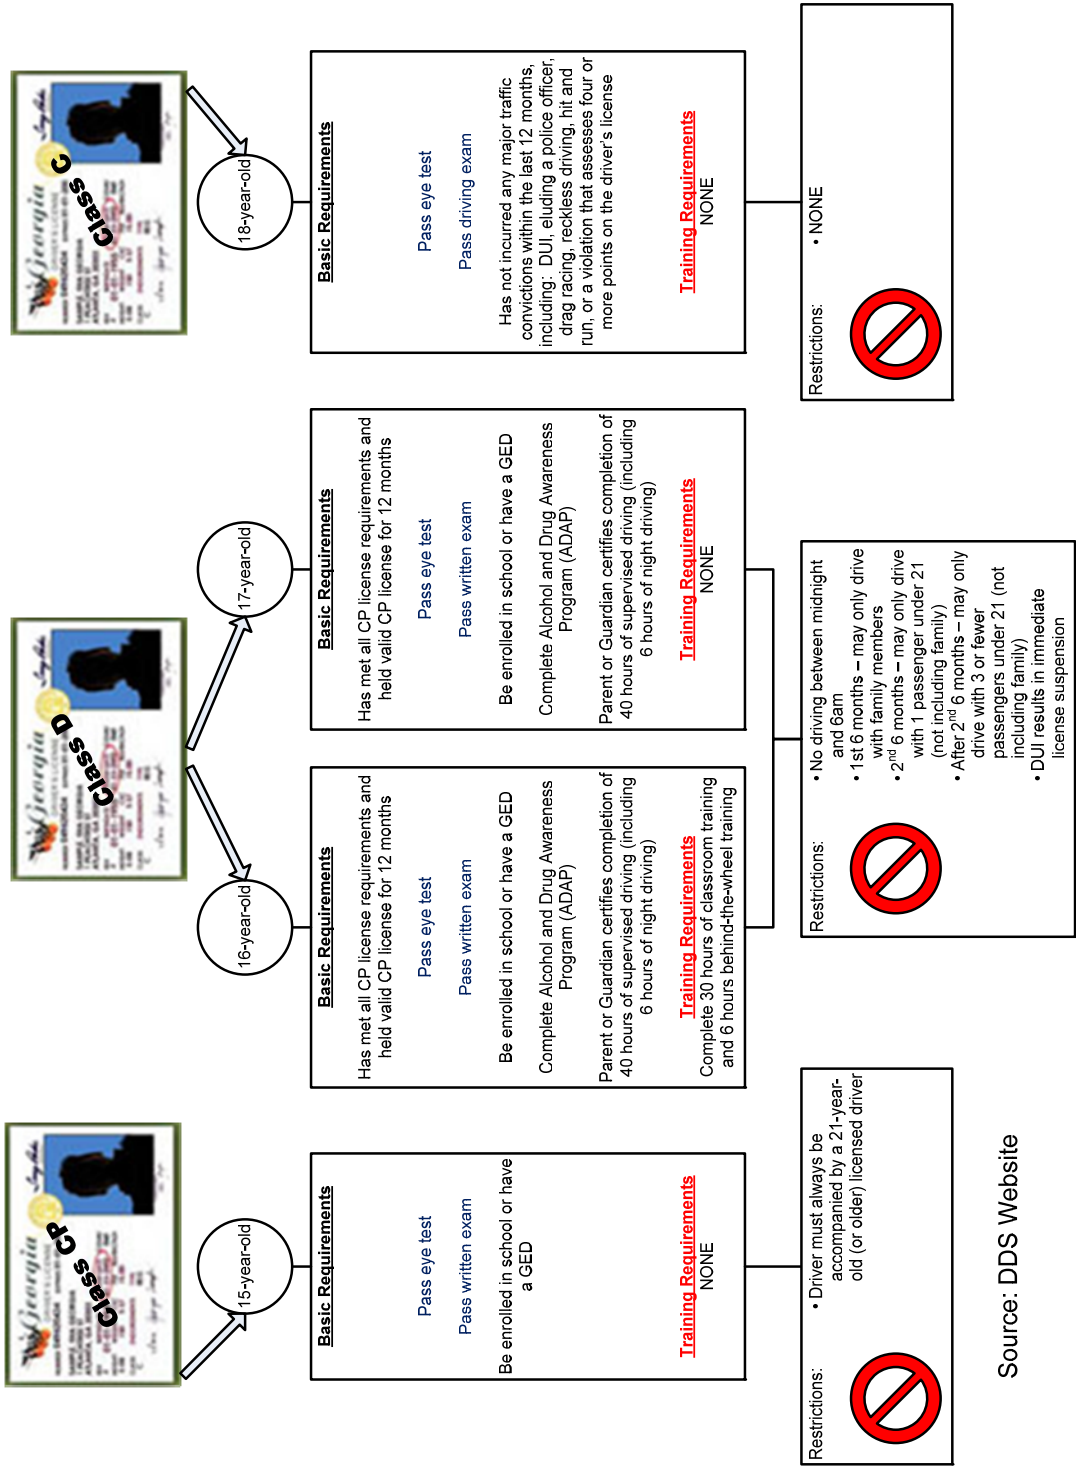 Georgia
Class CP
15-year-old
Basic Requirements
Pass eye test
Pass written exam
Be enrolled in school or have
a GED
Training Requirements
NONE
Restrictions:
• Driver must always be
accompanied by a 21-year-
old (or older) licensed driver
Georgia
Class D
16-year-old
Basic Requirements
Has met all CP license requirements and
held valid CP license for 12 months
Pass eye test
Pass written exam
Be enrolled in school or have a GED
Complete Alcohol and Drug Awareness
Program (ADAP)
Parent or Guardian certifies completion of
40 hours of supervised driving (including
6 hours of night driving)
Training Requirements
Complete 30 hours of classroom training
and 6 hours behind-the-wheel training
17-year-old
Basic Requirements
Has met all CP license requirements and
held valid CP license for 12 months
Pass eye test
Pass written exam
Be enrolled in school or have a GED
Complete Alcohol and Drug Awareness
Program (ADAP)
Parent or Guardian certifies completion of
40 hours of supervised driving (including
6 hours of night driving)
Training Requirements
NONE
Restrictions:
• No driving between midnight
and 6am
• 1st 6 months – may only drive
with family members
• 2nd 6 months – may only drive
with 1 passenger under 21
(not including family)
• After 2nd 6 months – may only
drive with 3 or fewer
passengers under 21 (not
including family)
• DUI results in immediate
license suspension
Georgia
Class C
18-year-old
Basic Requirements
Pass eye test
Pass driving exam
Has not incurred any major traffic
convictions within the last 12 months,
including: DUI, eluding a police officer,
drag racing, reckless driving, hit and
run, or a violation that assesses four or
more points on the driver's license
Training Requirements
NONE
Restrictions:
• NONE
Source: DDS Website